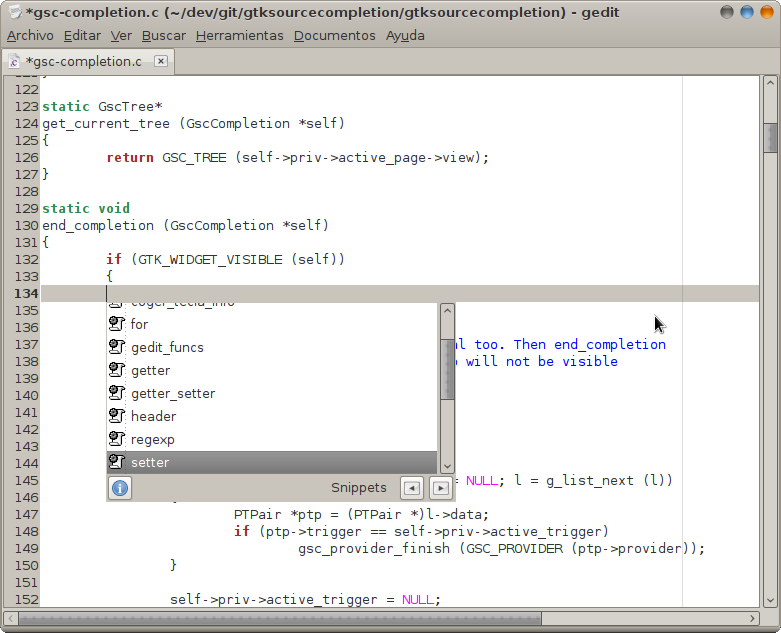 *gsc-completion.c (~/dev/git/gtksourcecompletion/gtksourcecompletion) - gedit
Archivo Editar Ver Buscar Herramientas Documentos Ayuda
*gsc-completion.c
122
123 static GscTree*
124 get_current_tree (GscCompletion *self)
125 {
126 return GSC_TREE (self->priv->active_page->view);
127 }
128
129 static void
130 end_completion (GscCompletion *self)
131 {
132 if (GTK_WIDGET_VISIBLE (self))
133 {
134
135
136
137 al too. Then end_completion
138 will not be visible
139
140
141
142
143
144
145 = NULL; l = g_list_next (l))
146 {
147 PTPair *ptp = (PTPair *)l->data;
148 if (ptp->trigger == self->priv->active_trigger)
149 gsc_provider_finish (GSC_PROVIDER (ptp->provider));
150 }
151
152 self->priv->active_trigger = NULL;
for
gedit_funcs
getter
getter_setter
header
regexp
setter
Snippets